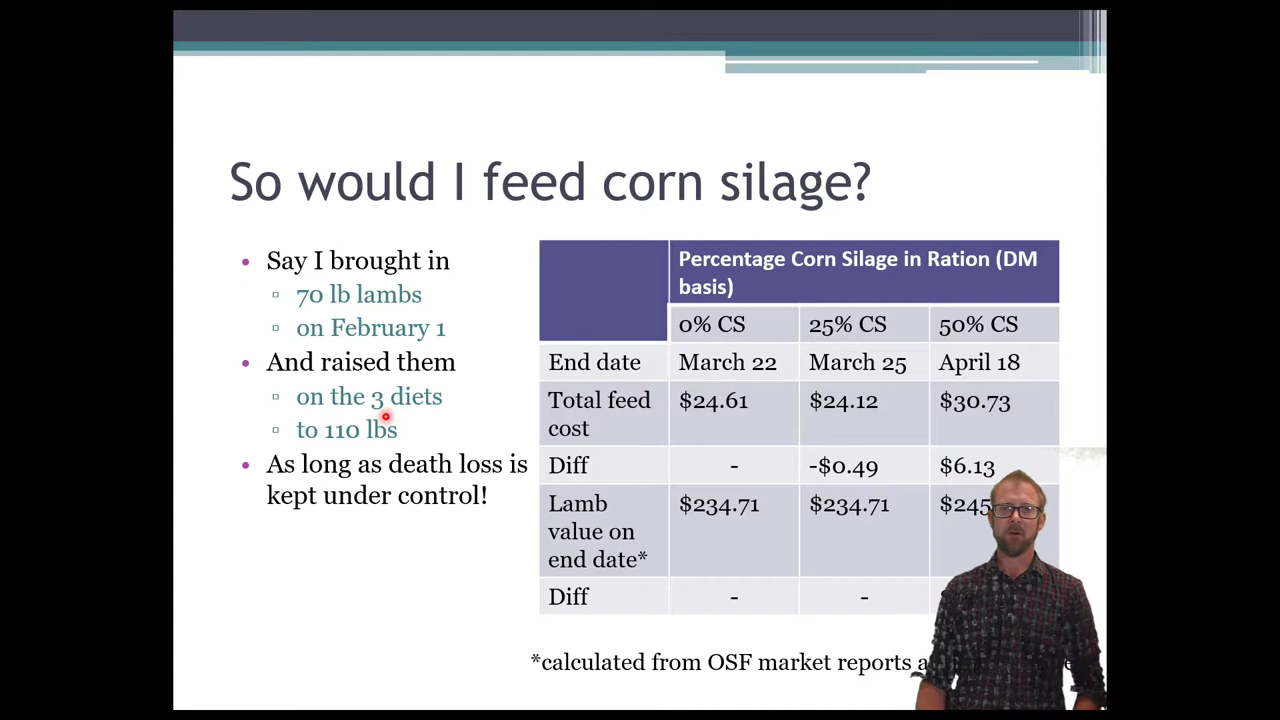 So would I feed corn silage?
• Say I brought in
▫ 70 lb lambs
▫ on February 1
• And raised them
▫ on the 3 diets
▫ to 110 lbs
• As long as death loss is
kept under control!
Percentage Corn Silage in Ration (DM
basis)
0% CS 25% CS 50% CS
End date March 22 March 25 April 18
Total feed
cost $24.61 $24.12 $30.73
Diff - -$0.49 $6.13
Lamb
value on
end date* $234.71 $234.71 $245
Diff - -
*calculated from OSF market reports